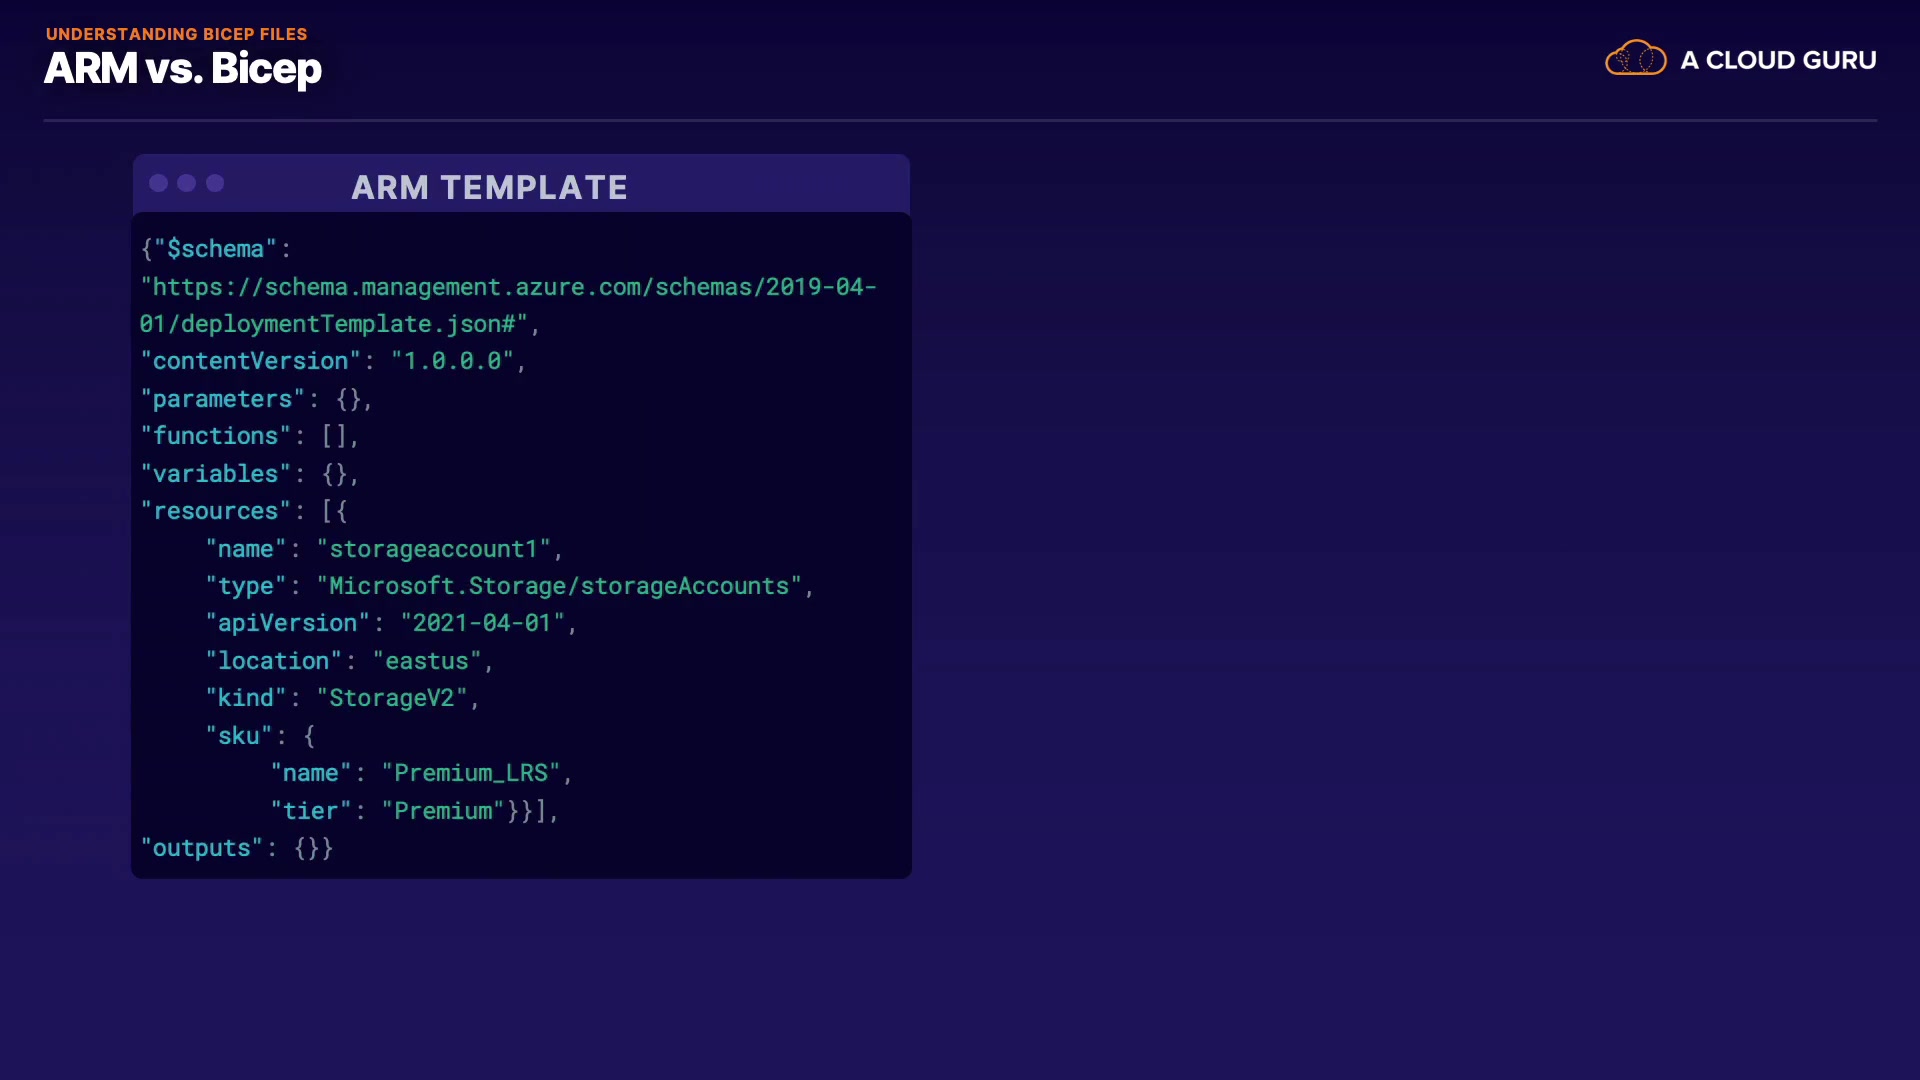 UNDERSTANDING BICEP FILES
ARM vs. Bicep
A CLOUD GURU
ARM TEMPLATE
{"$schema":
"https://schema.management.azure.com/schemas/2019-04-
01/deploymentTemplate.json#",
"contentVersion": "1.0.0.0",
"parameters": {},
"functions": [],
"variables": {},
"resources": [{
"name": "storageaccount1",
"type": "Microsoft.Storage/storageAccounts",
"apiVersion": "2021-04-01",
"location": "eastus",
"kind": "StorageV2",
"sku": {
"name": "Premium_LRS",
"tier": "Premium"}}],
"outputs": {}}